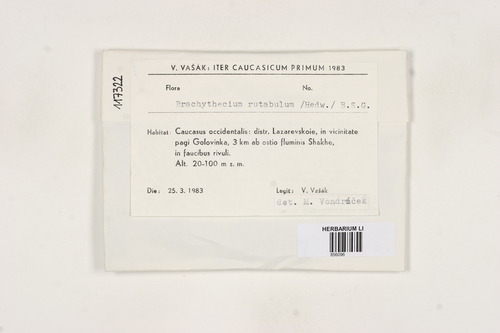 117322
V. VAŠÁK: ITER CAUCASICUM PRIMUM 1983
Flora No.
Brachythecium rutabulum /Hedw./ B.S.G.
Habitat: Caucasus occidentalis: distr. Lazarevskoie, in vicinitate
pagi Golovinka, 3 km ab ostio fluminis Shakhe,
in faucibus rivuli.
Alt. 20-100 m s. m.
Die: 25. 3. 1983 Legit: V. Vašák
det. M. Vondráček
HERBARIUM LI